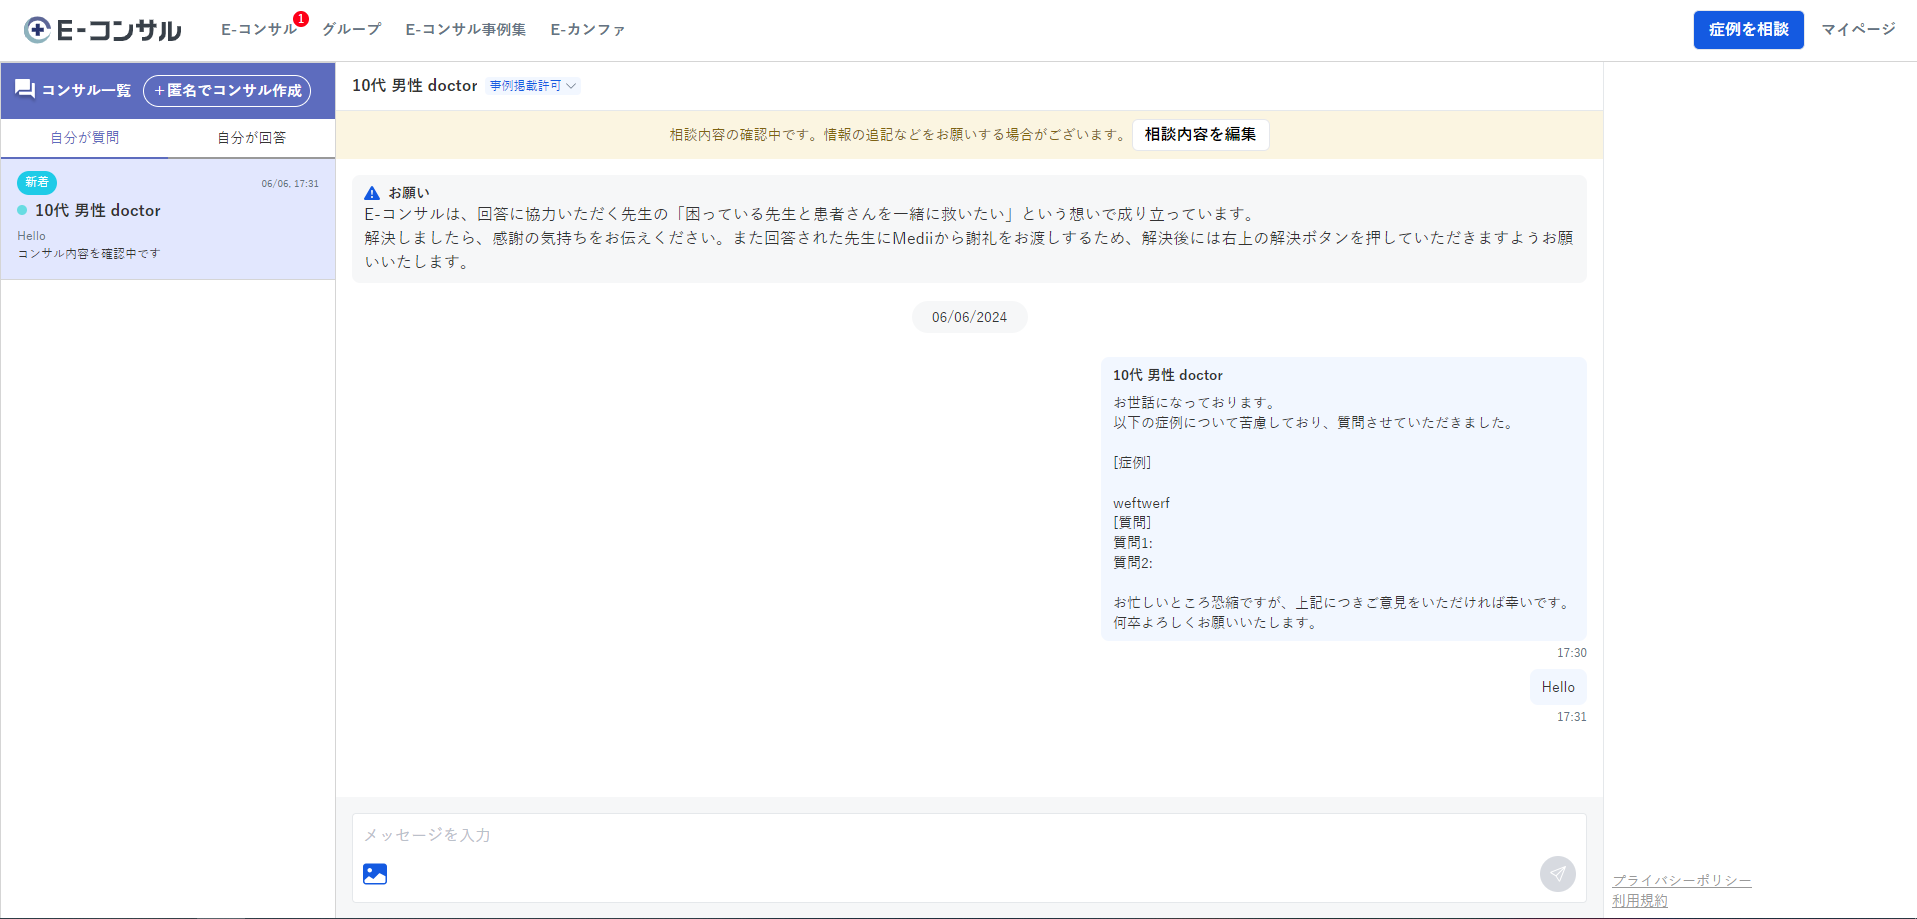 E-コンサル
E-コンサル 1 グループ E-コンサル事例集 E-カンファ
症例を相談 マイページ
コンサル一覧
+匿名でコンサル作成
自分が質問 自分が回答
新着 06/06, 17:31
10代 男性 doctor
Hello
コンサル内容を確認中です
10代 男性 doctor 事例掲載許可
相談内容の確認中です。情報の追記などをお願いする場合がございます。 相談内容を編集
お願い
E-コンサルは、回答に協力いただく先生の「困っている先生と患者さんを一緒に救いたい」という想いで成り立っています。
解決しましたら、感謝の気持ちをお伝えください。また回答された先生にMediiから謝礼をお渡しするため、解決後には右上の解決ボタンを押していただきますようお願
いいたします。
06/06/2024
10代 男性 doctor
お世話になっております。
以下の症例について苦慮しており、質問させていただきました。
[症例]
weftwerf
[質問]
質問1:
質問2:
お忙しいところ恐縮ですが、上記につきご意見をいただければ幸いです。
何卒よろしくお願いいたします。
17:30
Hello
17:31
メッセージを入力
プライバシーポリシー
利用規約